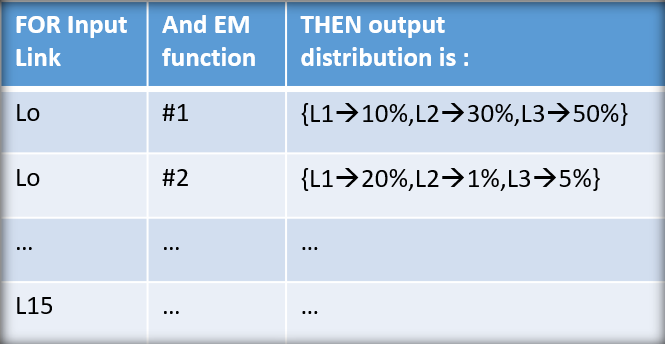 FOR Input Link And EM function THEN output distribution is :
Lo #1 {L1→10%,L2→30%,L3→50%}
Lo #2 {L1→20%,L2→1%,L3→5%}
... ... ...
L15 ... ...